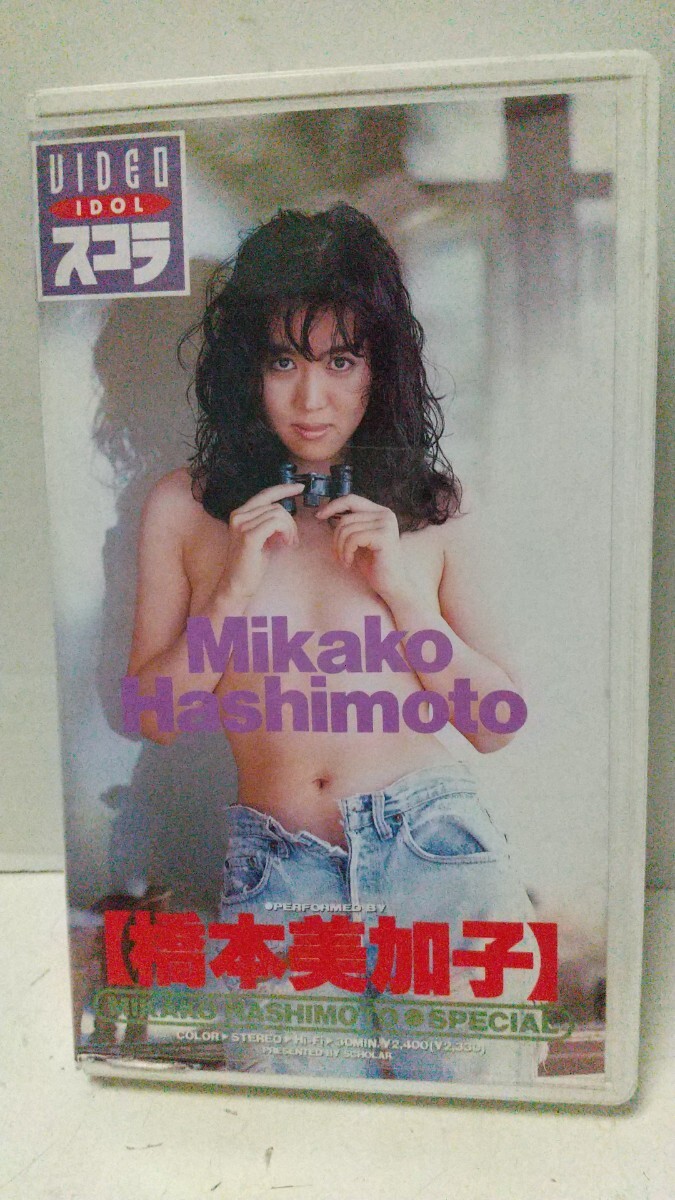 VIDEO
IDOL
スコラ
Mikako
Hashimoto
●PERFORMED BY
【橋本美加子】
MIKAKO HASHIMOTO●SPECIAL
COLOR▶STEREO▶Hi-Fi▶30MIN./¥2,400(¥2,330)
PRESENTED BY SCHOLAR